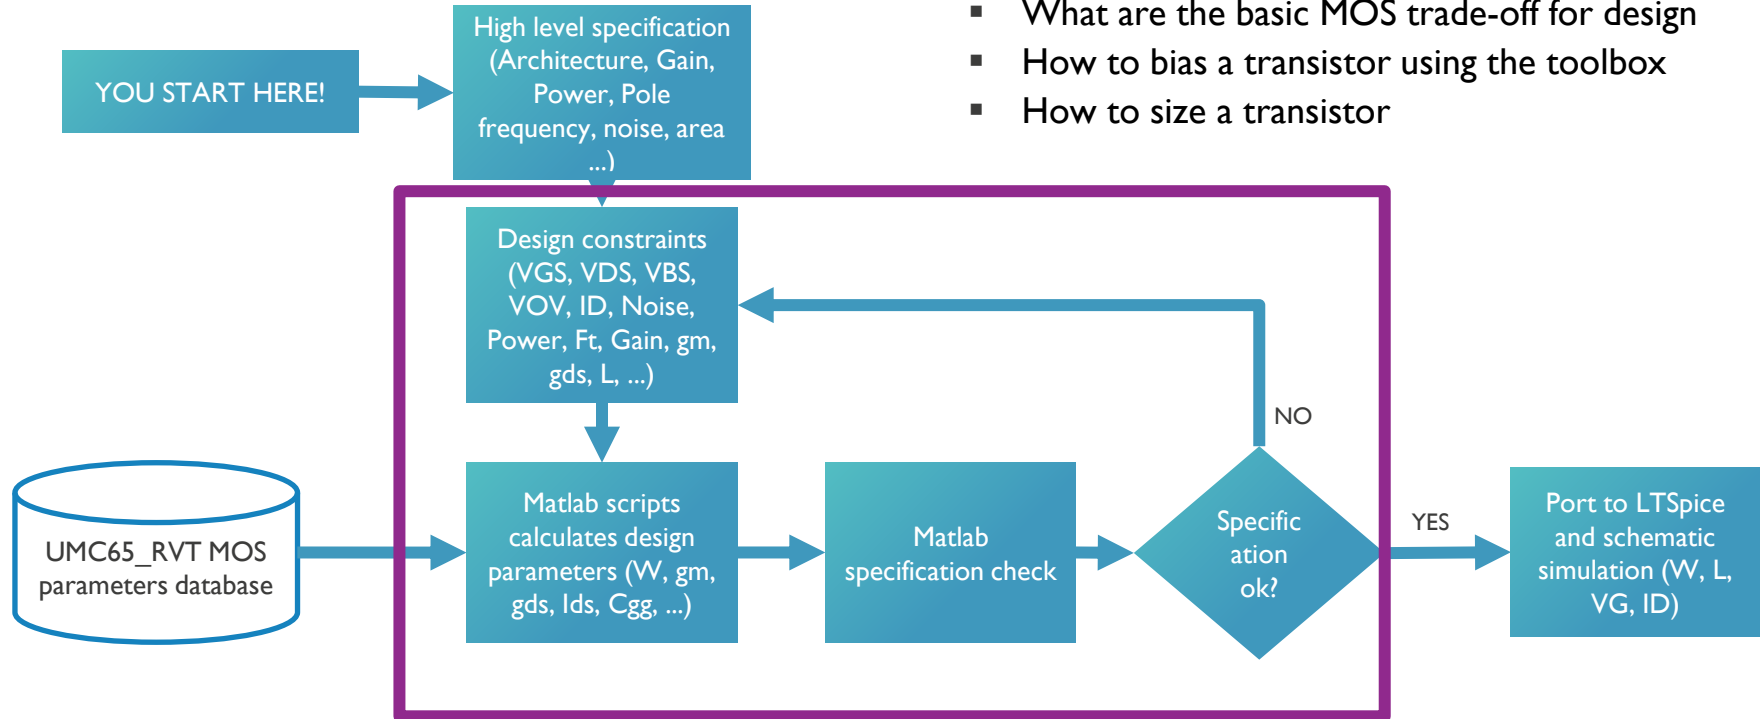 What are the basic MOS trade-off for design
How to bias a transistor using the toolbox
How to size a transistor
YOU START HERE!
High level specification
(Architecture, Gain,
Power, Pole
frequency, noise, area
...)
Design constraints
(VGS, VDS, VBS,
VOV, ID, Noise,
Power, Ft, Gain, gm,
gds, L, ...)
NO
UMC65_RVT MOS
parameters database
Matlab scripts
calculates design
parameters (W, gm,
gds, Ids, Cgg, ...)
Matlab
specification check
Specific
ation
ok?
YES
Port to LTSpice
and schematic
simulation (W, L,
VG, ID)